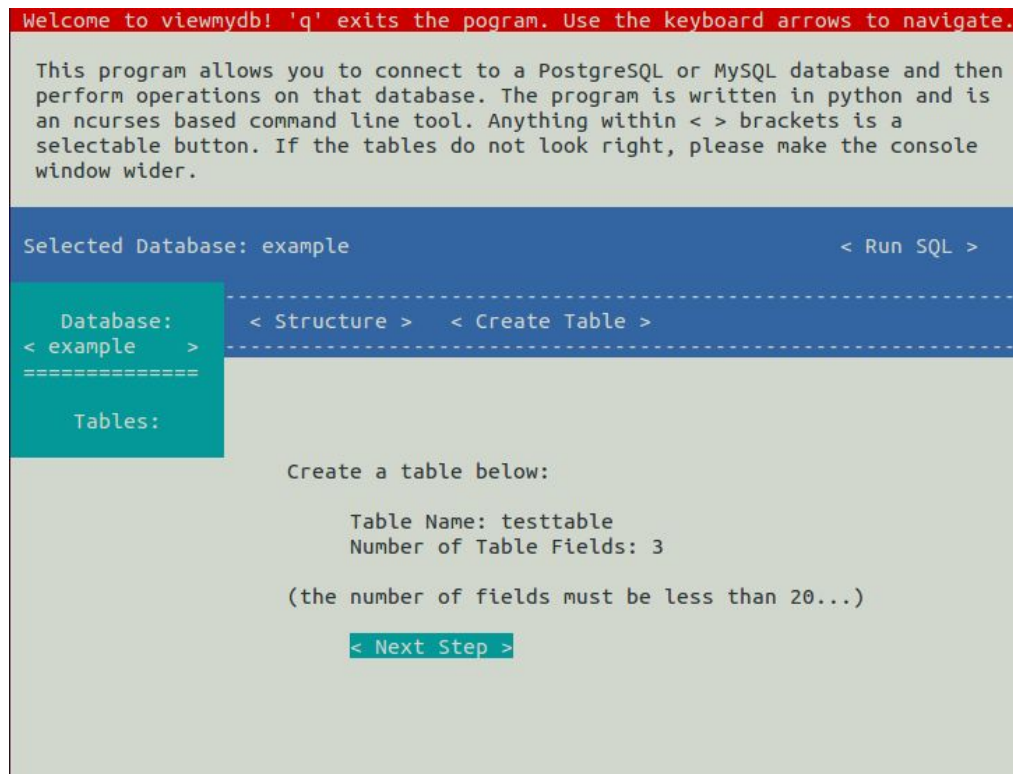 Welcome to viewmydb! 'q' exits the pogram. Use the keyboard arrows to navigate.
This program allows you to connect to a PostgreSQL or MySQL database and then
perform operations on that database. The program is written in python and is
an ncurses based command line tool. Anything within < > brackets is a
selectable button. If the tables do not look right, please make the console
window wider.
Selected Database: example < Run SQL >
Database:
< example >
==============
Tables:
< Structure > < Create Table >
Create a table below:
Table Name: testtable
Number of Table Fields: 3
(the number of fields must be less than 20...)
< Next Step >